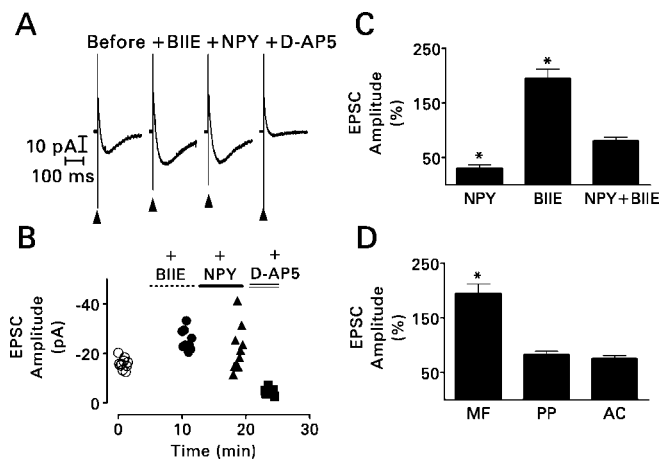 A
Before +BIIE +NPY +D-AP5
10 pA
100 ms
B
+ + +
BIIE NPY D-AP5
EPSC
Amplitude
(pA)
-40
-20
0
0 10 20 30
Time (min)
C
EPSC
Amplitude
(%)
250
150
50
* * 
NPY BIIE NPY+BIIE
D
EPSC
Amplitude
(%)
250
150
50
*
MF PP AC